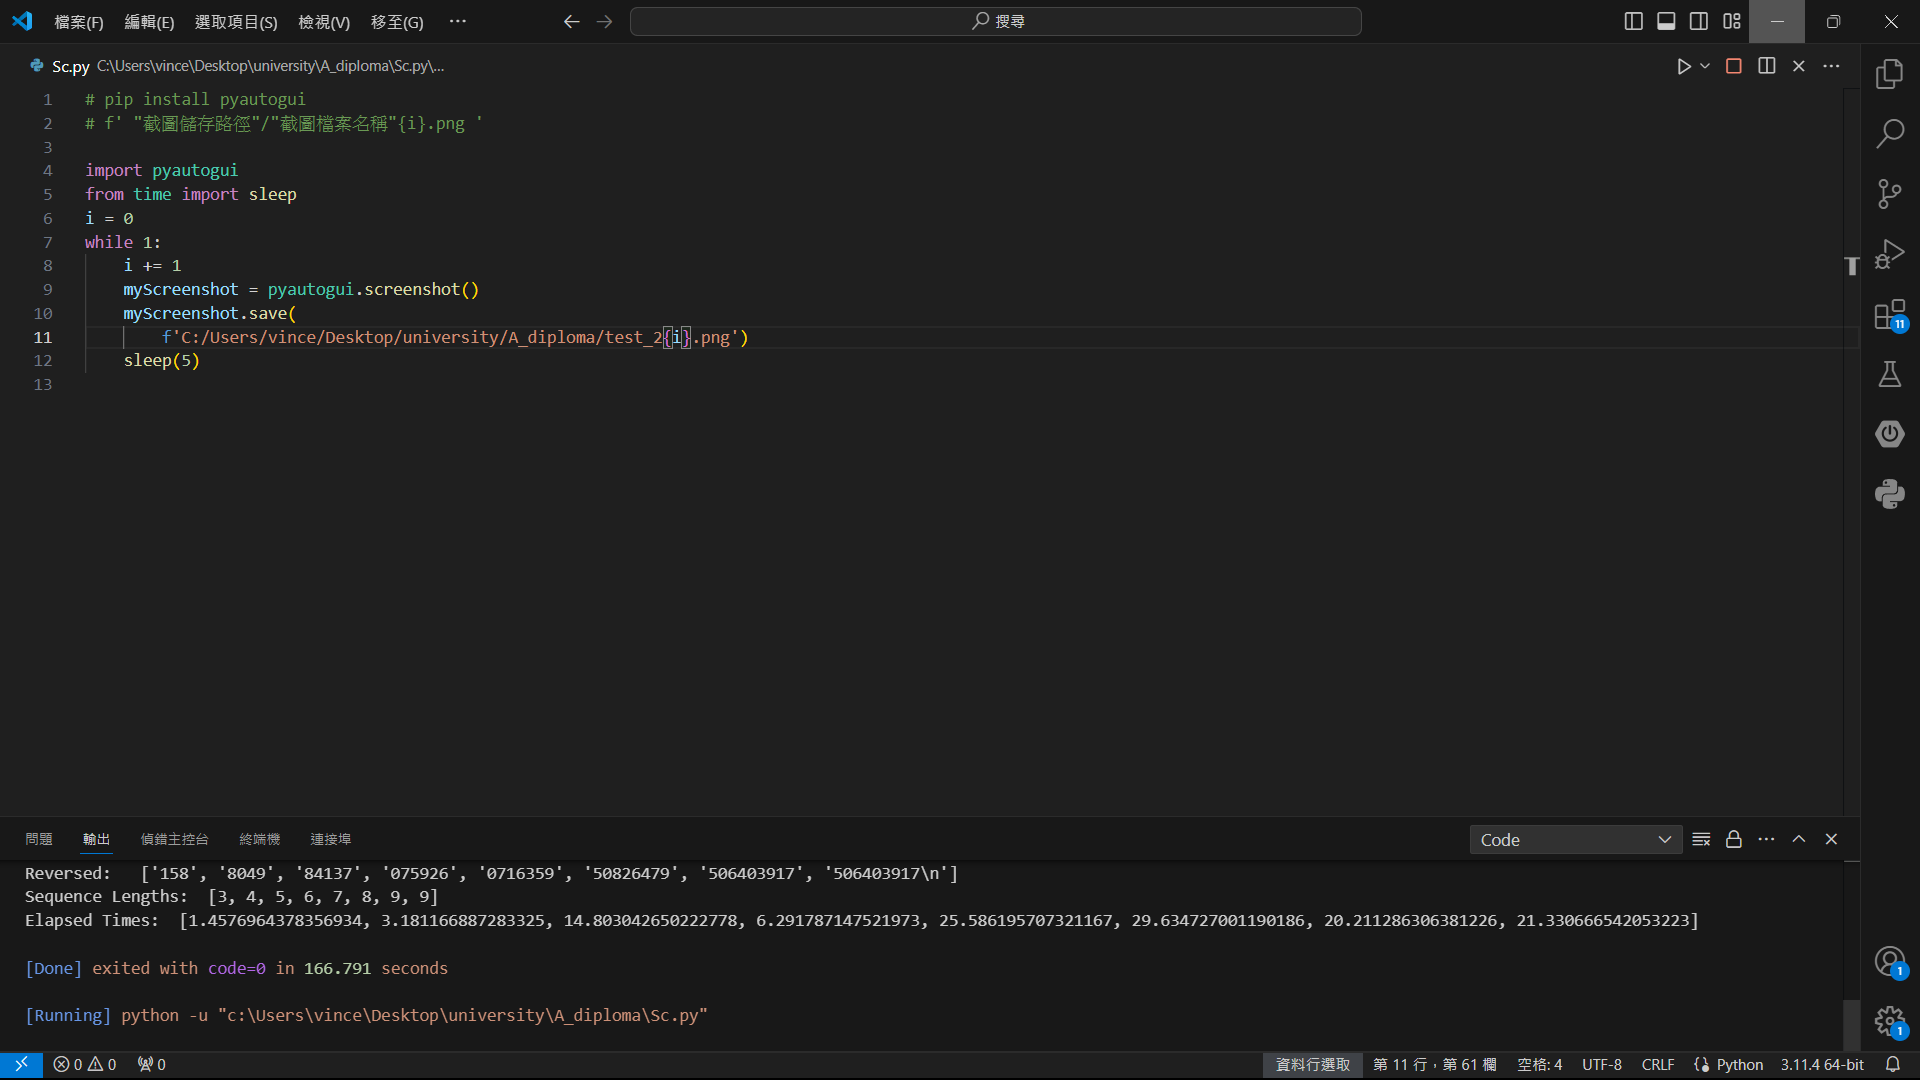 檔案(F) 編輯(E) 選取項目(S) 檢視(V) 移至(G) ··· 搜尋
Sc.py C:\Users\vince\Desktop\university\A_diploma\Sc.py\...
1 # pip install pyautogui
2 # f' "截圖儲存路徑"/"截圖檔案名稱"{i}.png '
3
4 import pyautogui
5 from time import sleep
6 i = 0
7 while 1:
8 i += 1
9 myScreenshot = pyautogui.screenshot()
10 myScreenshot.save(
11 f'C:/Users/vince/Desktop/university/A_diploma/test_2{i}.png')
12 sleep(5)
13
11
問題 輸出 偵錯主控台 終端機 連接埠 Code
Reversed: ['158', '8049', '84137', '075926', '0716359', '50826479', '506403917', '506403917\n']
Sequence Lengths: [3, 4, 5, 6, 7, 8, 9, 9]
Elapsed Times: [1.4576964378356934, 3.181166887283325, 14.803042650222778, 6.291787147521973, 25.586195707321167, 29.634727001190186, 20.211286306381226, 21.330666542053223]
[Done] exited with code=0 in 166.791 seconds
[Running] python -u "c:\Users\vince\Desktop\university\A_diploma\Sc.py"
1
1
0 0 0 資料行選取 第 11 行，第 61 欄 空格: 4 UTF-8 CRLF Python 3.11.4 64-bit